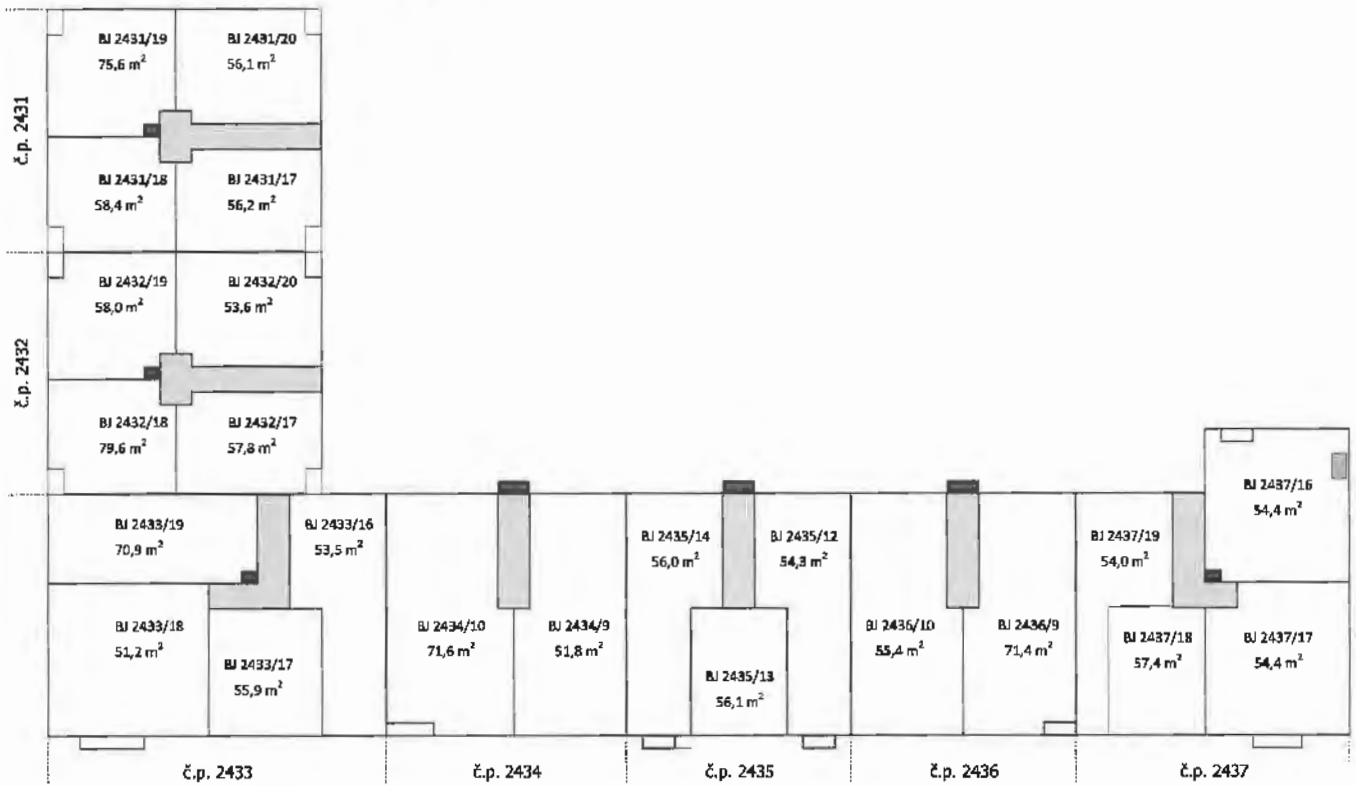 č.p. 2431
BJ 2431/19
75,6 m²
BJ 2431/20
56,1 m²
BJ 2431/18
58,4 m²
BJ 2431/17
56,2 m²
č.p. 2432
BJ 2432/19
58,0 m²
BJ 2432/20
53,6 m²
BJ 2432/18
79,6 m²
BJ 2432/17
57,8 m²
BJ 2433/19
70,9 m²
BJ 2433/16
53,5 m²
BJ 2433/18
51,2 m²
BJ 2433/17
55,9 m²
BJ 2434/10
71,6 m²
BJ 2434/9
51,8 m²
BJ 2435/14
56,0 m²
BJ 2435/12
54,3 m²
BJ 2435/13
56,1 m²
BJ 2436/10
55,4 m²
BJ 2436/9
71,4 m²
BJ 2437/19
54,0 m²
BJ 2437/16
54,4 m²
BJ 2437/18
57,4 m²
BJ 2437/17
54,4 m²
č.p. 2433
č.p. 2434
č.p. 2435
č.p. 2436
č.p. 2437